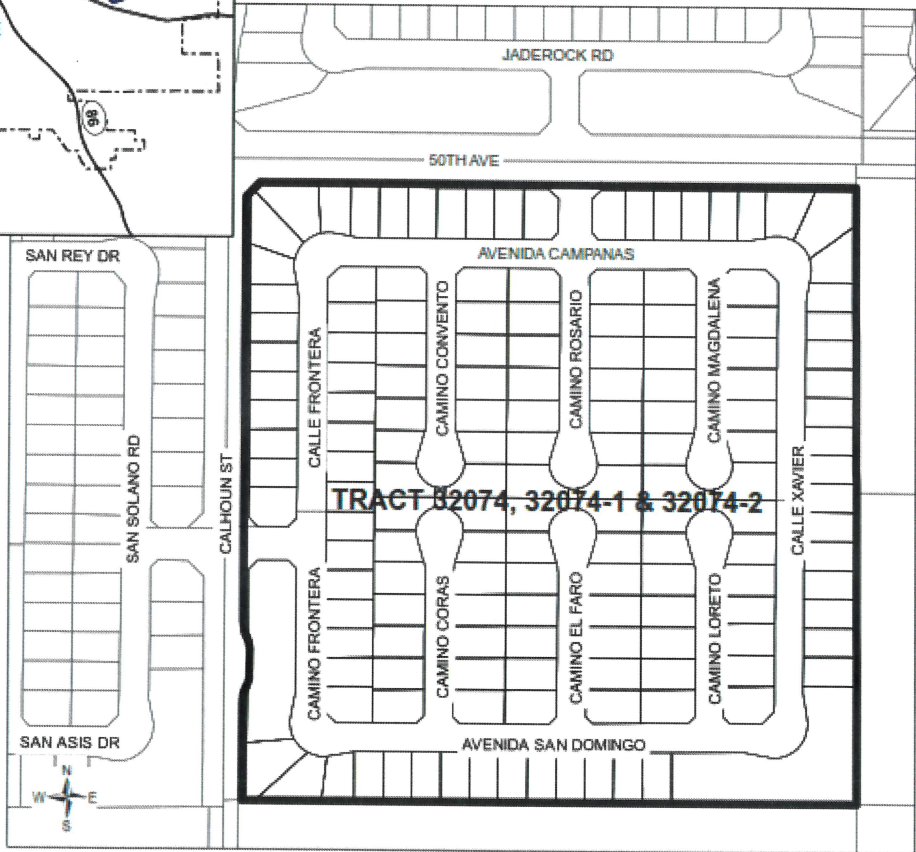 JADEROCK RD
98
50TH AVE
SAN REY DR
AVENIDA CAMPANAS
CALLE FRONTERA
CAMINO CONVENTO
CAMINO ROSARIO
CAMINO MAGDALENA
SAN SOLANO RD
CALHOUN ST
CALLE XAVIER
TRACT 32074, 32074-1 & 32074-2
CAMINO FRONTERA
CAMINO CORAS
CAMINO EL FARO
CAMINO LORETO
SAN ASIS DR
AVENIDA SAN DOMINGO
N
W E
S